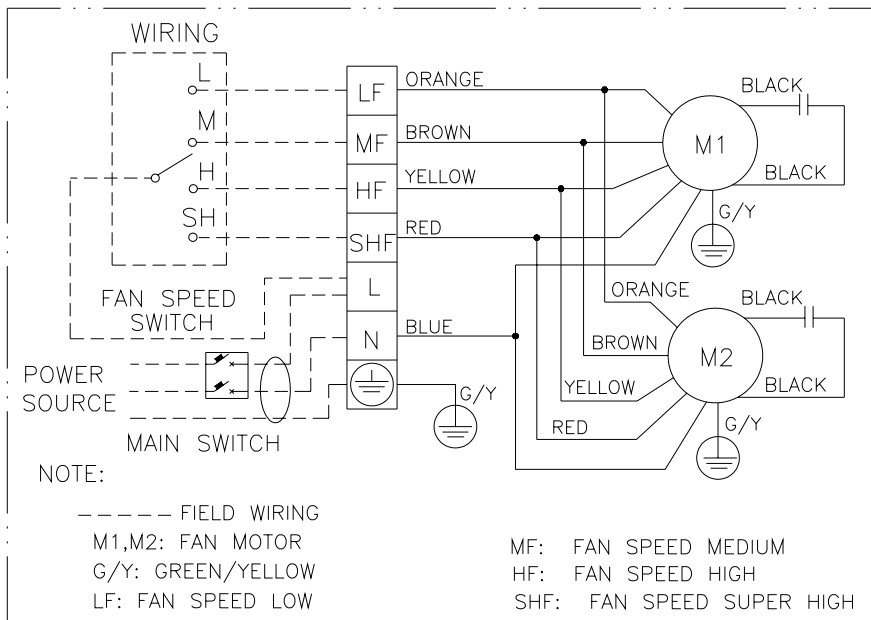 WIRING
L
M
H
SH
FAN SPEED
SWITCH
POWER
SOURCE
MAIN SWITCH
LF
MF
HF
SHF
L
N
ORANGE
BROWN
YELLOW
RED
BLUE
G/Y
M1
BLACK
BLACK
G/Y
ORANGE
BROWN
YELLOW
RED
M2
BLACK
BLACK
G/Y
NOTE:
FIELD WIRING
M1,M2: FAN MOTOR
G/Y: GREEN/YELLOW
LF: FAN SPEED LOW
MF: FAN SPEED MEDIUM
HF: FAN SPEED HIGH
SHF: FAN SPEED SUPER HIGH